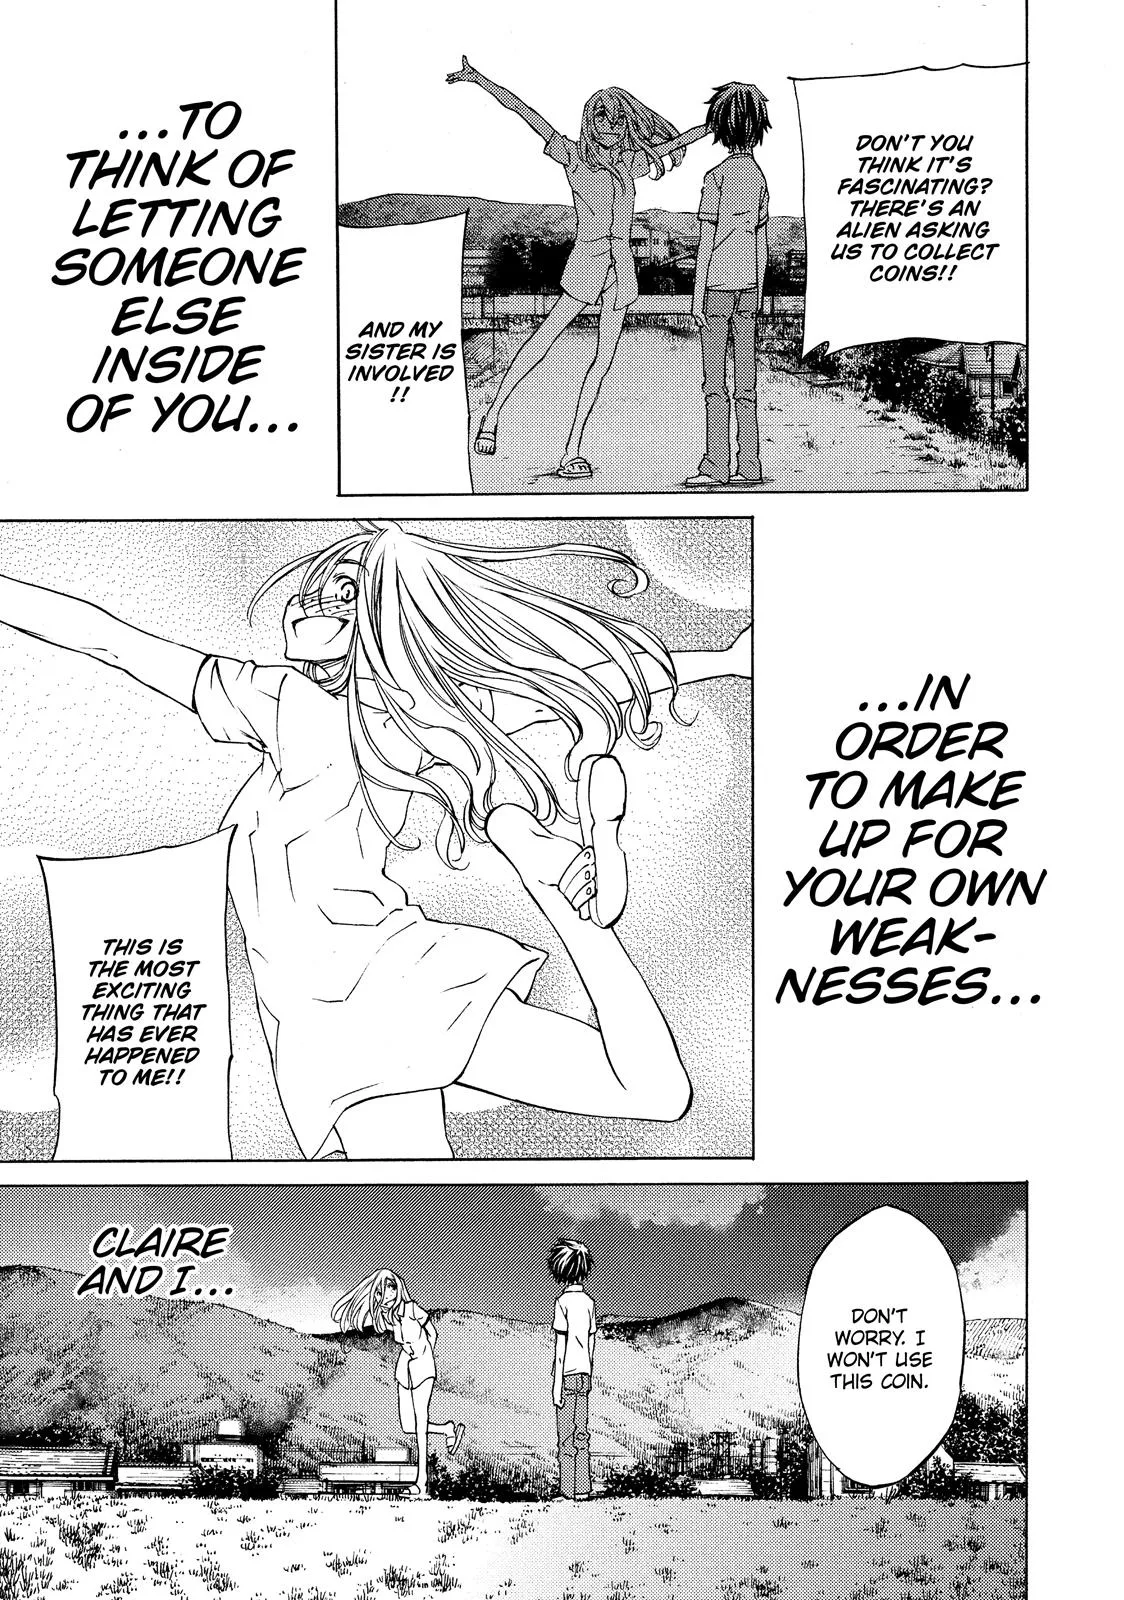 DON'T YOU
THINK IT'S
FASCINATING?
THERE'S AN
ALIEN ASKING
US TO COLLECT
COINS!!
AND MY
SISTER IS
INVOLVED
!!
...TO
THINK OF
LETTING
SOMEONE
ELSE
INSIDE
OF YOU...
...IN
ORDER
TO MAKE
UP FOR
YOUR OWN
WEAK-
NESSES...
THIS IS
THE MOST
EXCITING
THING THAT
HAS EVER
HAPPENED
TO ME!!
DON'T
WORRY. I
WON'T USE
THIS COIN.
CLAIRE
AND I...